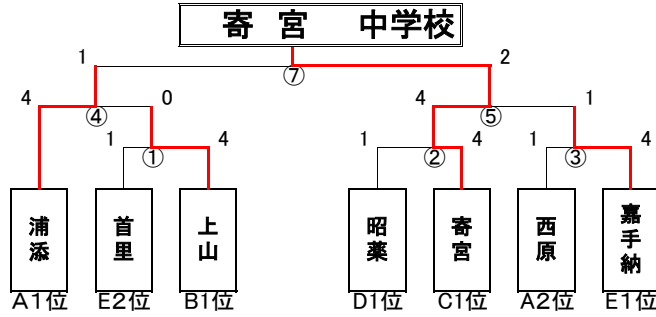 寄宮 中学校
1 ⑦ 2
4 ④ 0 4 ⑤ 1
1 ① 4 1 ② 4 1 ③ 4
浦添 首里 上山 昭薬 寄宮 西原 嘉手納
A1位 E2位 B1位 D1位 C1位 A2位 E1位